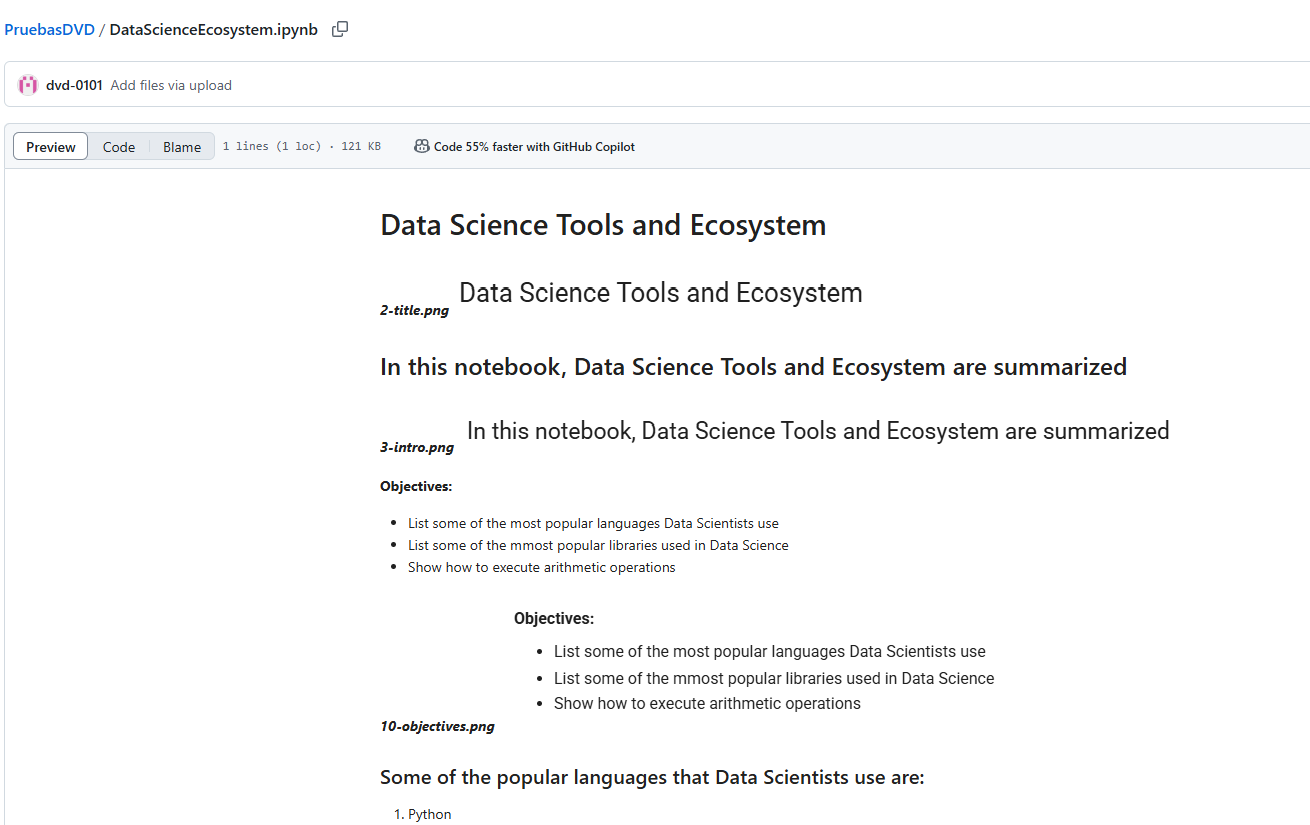 PruebasDVD / DataScienceEcosystem.ipynb
dvd-0101 Add files via upload
Preview Code Blame 1 lines (1 loc) · 121 KB Code 55% faster with GitHub Copilot
Data Science Tools and Ecosystem
2-title.png Data Science Tools and Ecosystem
In this notebook, Data Science Tools and Ecosystem are summarized
3-intro.png In this notebook, Data Science Tools and Ecosystem are summarized
Objectives:
• List some of the most popular languages Data Scientists use
• List some of the mmost popular libraries used in Data Science
• Show how to execute arithmetic operations
Objectives:
• List some of the most popular languages Data Scientists use
• List some of the mmost popular libraries used in Data Science
• Show how to execute arithmetic operations
10-objectives.png
Some of the popular languages that Data Scientists use are:
1. Python